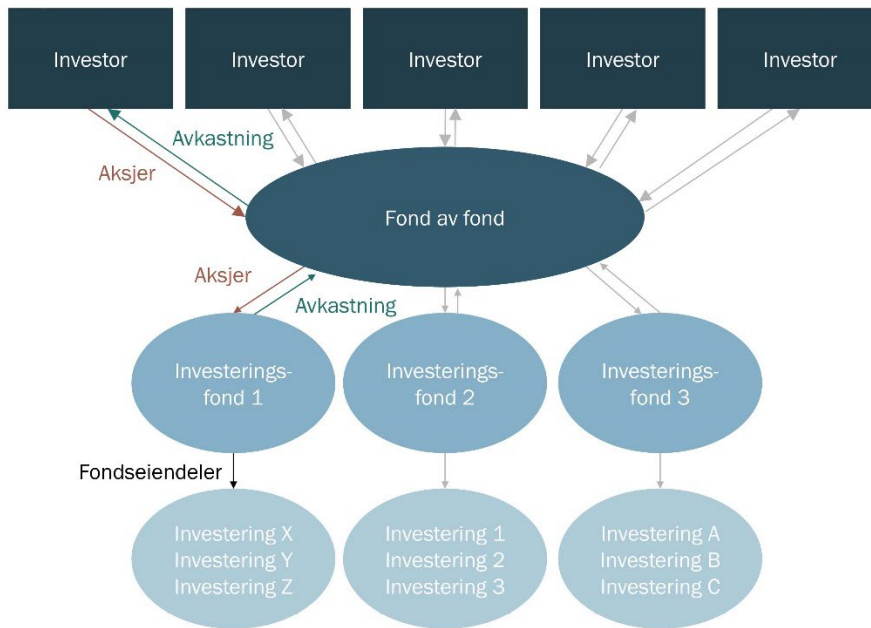 Investor
Investor
Investor
Investor
Investor
Avkastning
Aksjer
Fond av fond
Aksjer
Avkastning
Investerings-
fond 1
Investerings-
fond 2
Investerings-
fond 3
Fondseiendeler
Investering X
Investering Y
Investering Z
Investering 1
Investering 2
Investering 3
Investering A
Investering B
Investering C